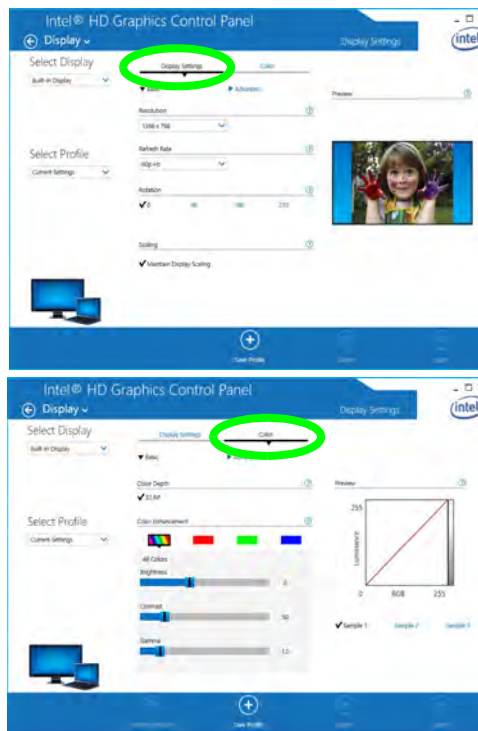 Intel® HD Graphics Control Panel
Display
Display Settings
intel
Select Display
Built-in Display
Display Settings
Color
Basic
Advanced
Preview
Resolution
1366 x 768
Select Profile
Current Settings
Refresh Rate
60p Hz
Rotation
0 90 180 270
Scaling
Maintain Display Scaling
Save Profile
Intel® HD Graphics Control Panel
Display
Display Settings
intel
Select Display
Built-in Display
Display Settings
Color
Basic
Color Depth
Preview
32 Bit
255
Select Profile
Current Settings
Color Enhancement
Luminance
All Colors
Brightness
0
0 RGB 255
Contrast
50
Sample 1 Sample 2 Sample 3
Gamma
Save Profile